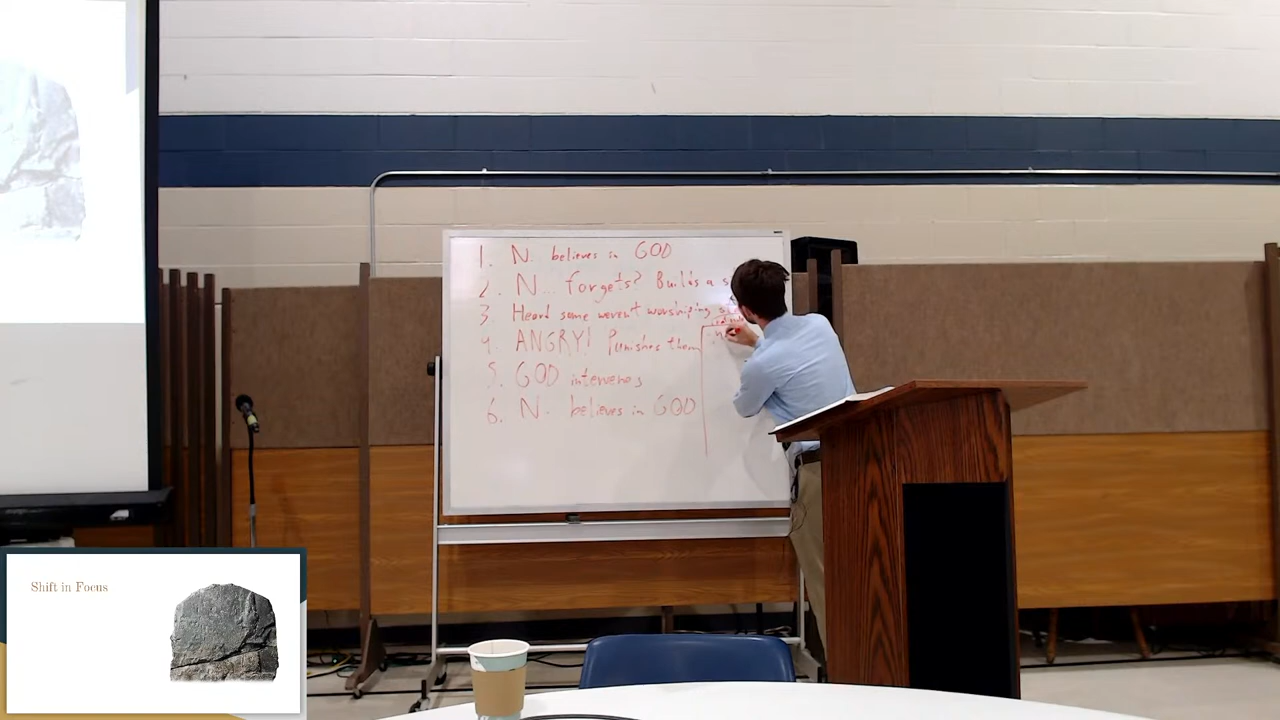 1. N. believes in GOD
2. N... forgets? Builds a s
3. Heard some weren't worshiping
4. ANGRY! Punishes them
5. GOD intervenes
6. N. believes in GOD
Shift in Focus